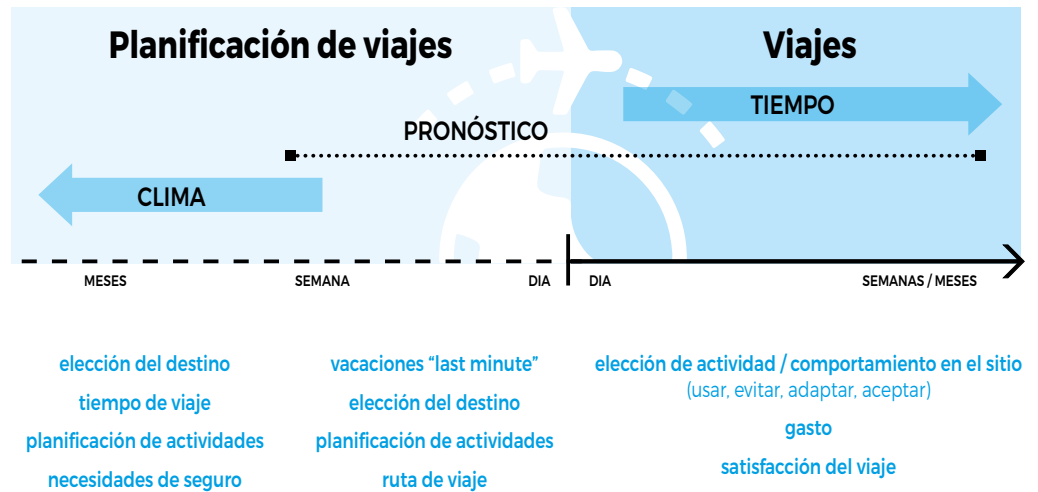 Planificación de viajes
Viajes
TIEMPO
PRONÓSTICO
CLIMA
MESES
SEMANA
DIA
DIA
SEMANAS / MESES
elección del destino
tiempo de viaje
planificación de actividades
necesidades de seguro
vacaciones “last minute”
elección del destino
planificación de actividades
ruta de viaje
elección de actividad / comportamiento en el sitio
(usar, evitar, adaptar, aceptar)
gasto
satisfacción del viaje